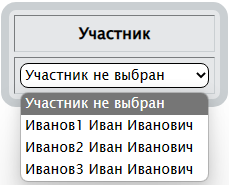 Участник
Участник не выбран
Участник не выбран
Иванов1 Иван Иванович
Иванов2 Иван Иванович
Иванов3 Иван Иванович